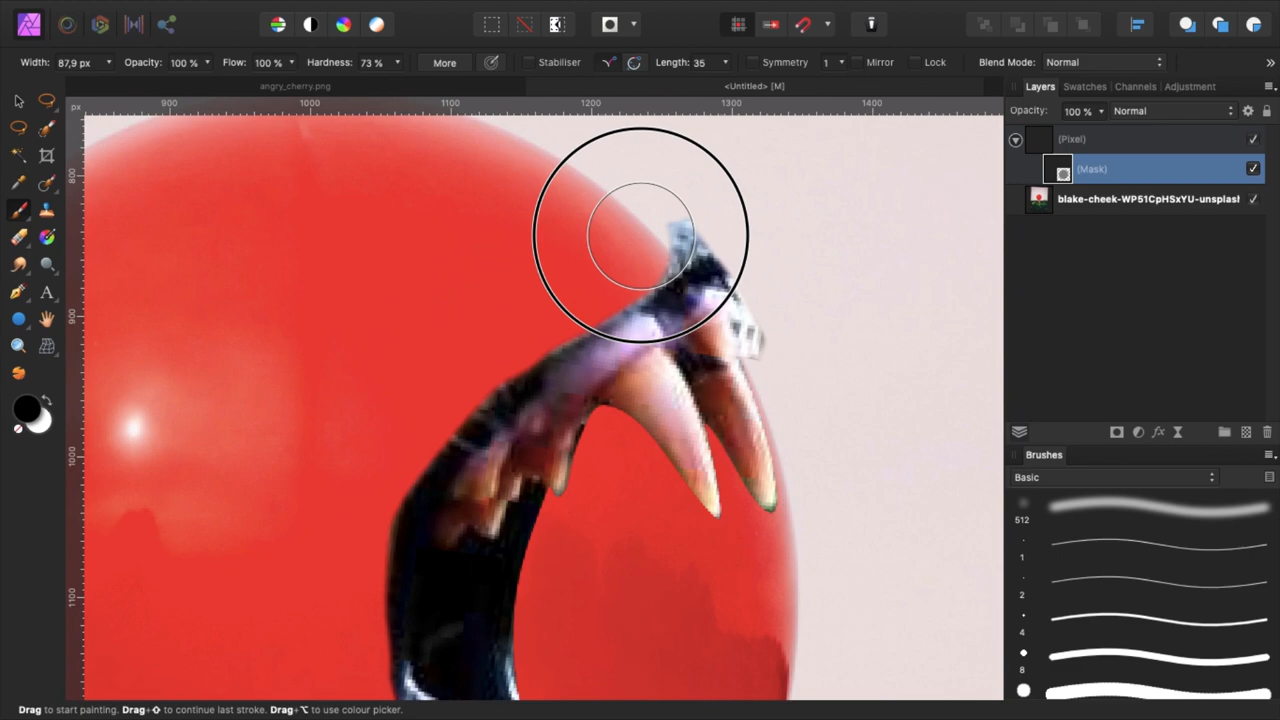 Width: 87,9 px Opacity: 100 % Flow: 100 % Hardness: 73 % More Stabiliser Length: 35 Symmetry 1 Mirror Lock Blend Mode: Normal
angry_cherry.png <Untitled> [M]
Layers Swatches Channels Adjustment
px 900 1000 1100 1200 1300 1400
Opacity: 100 % Normal
(Pixel)
(Mask)
blake-cheek-WP51CpHSxYU-unsplash
800
900
1000
1100
A
Brushes
Basic
512
1
2
4
8
Drag to start painting. Drag+⇧ to continue last stroke. Drag+⌥ to use colour picker.